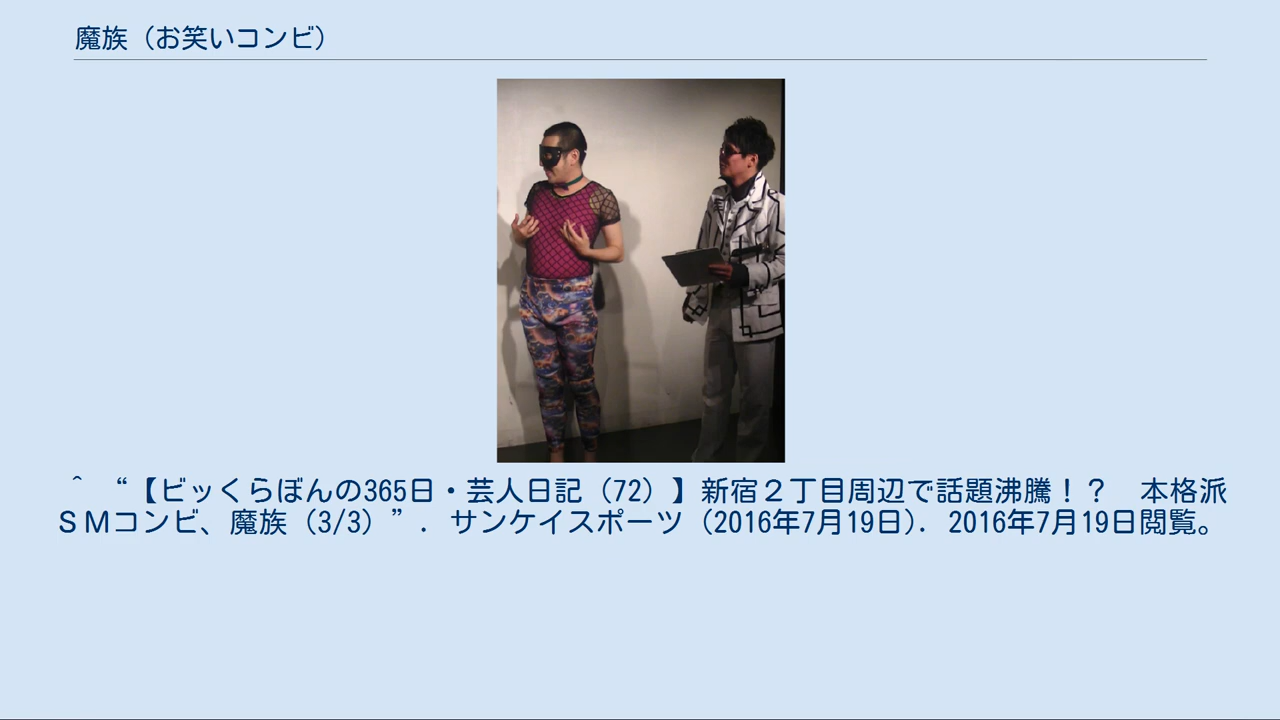 魔族（お笑いコンビ）
^ “【ビッくらぼんの365日・芸人日記（72）】新宿２丁目周辺で話題沸騰！？　本格派
ＳＭコンビ、魔族（3/3）”. サンケイスポーツ (2016年7月19日). 2016年7月19日閲覧。